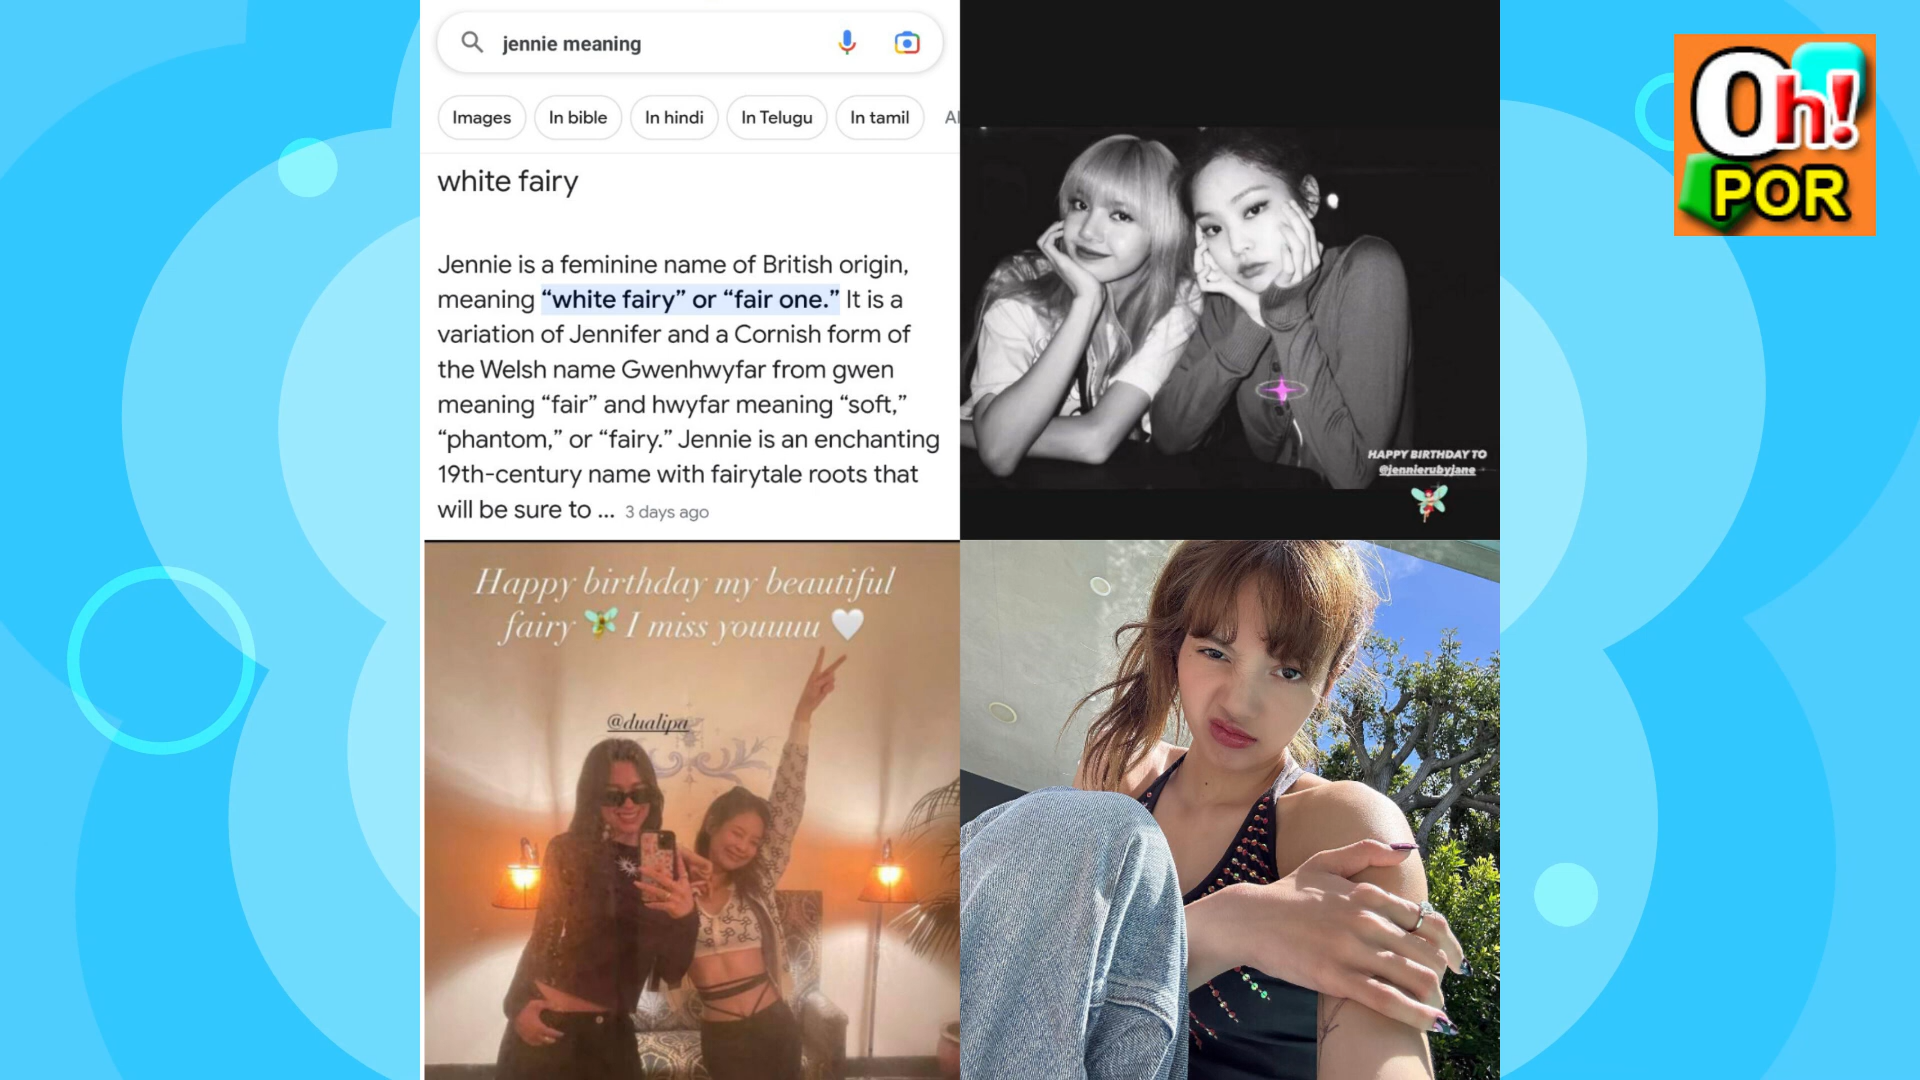 jennie meaning
Images
In bible
In hindi
In Telugu
In tamil
white fairy
Jennie is a feminine name of British origin,
meaning “white fairy” or “fair one.” It is a
variation of Jennifer and a Cornish form of
the Welsh name Gwenhwyfar from gwen
meaning “fair” and hwyfar meaning “soft,”
“phantom,” or “fairy.” Jennie is an enchanting
19th-century name with fairytale roots that
will be sure to ... 3 days ago
HAPPY BIRTHDAY TO
@jennierubyjane
Happy birthday my beautiful
fairy 🧚 I miss youuuu 🤍
@dualipa
Oh!
POR